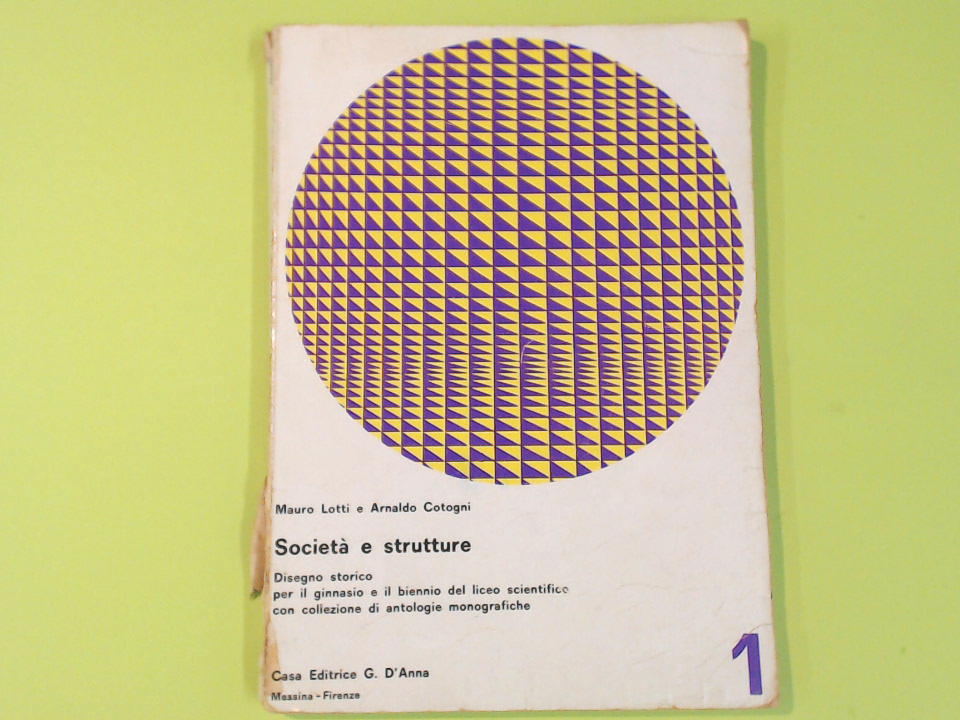 Mauro Lotti e Arnaldo Cotogni
Società e strutture
Disegno storico
per il ginnasio e il biennio del liceo scientifico
con collezione di antologie monografiche
Casa Editrice G. D'Anna
Messina - Firenze
1